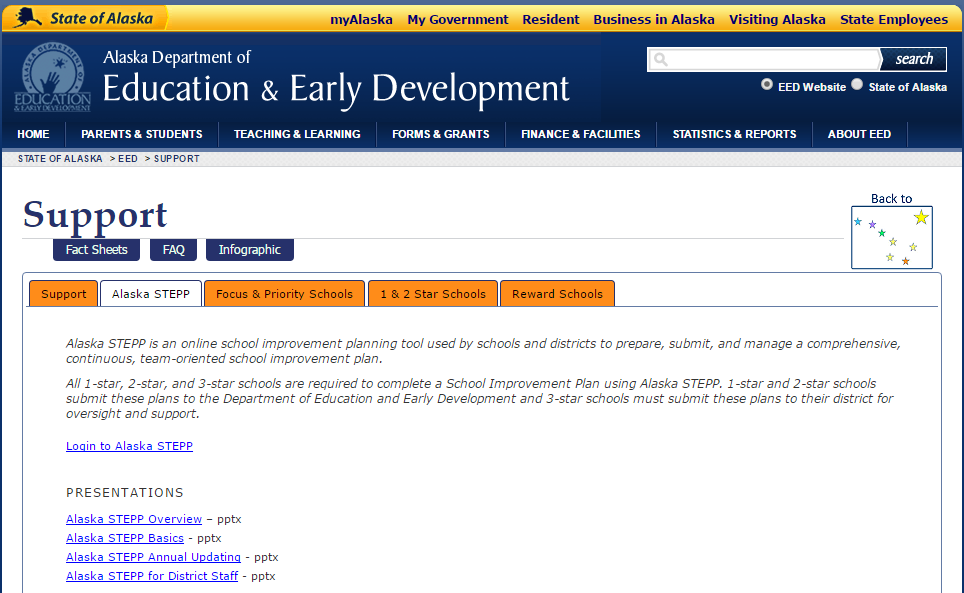 State of Alaska
myAlaska My Government Resident Business in Alaska Visiting Alaska State Employees
ALASKA DEPARTMENT OF
EDUCATION
& EARLY DEVELOPMENT
Alaska Department of
Education & Early Development
search
EED Website State of Alaska
HOME PARENTS & STUDENTS TEACHING & LEARNING FORMS & GRANTS FINANCE & FACILITIES STATISTICS & REPORTS ABOUT EED
STATE OF ALASKA > EED > SUPPORT
Support
Back to
Fact Sheets FAQ Infographic
Support Alaska STEPP Focus & Priority Schools 1 & 2 Star Schools Reward Schools
Alaska STEPP is an online school improvement planning tool used by schools and districts to prepare, submit, and manage a comprehensive,
continuous, team-oriented school improvement plan.
All 1-star, 2-star, and 3-star schools are required to complete a School Improvement Plan using Alaska STEPP. 1-star and 2-star schools
submit these plans to the Department of Education and Early Development and 3-star schools must submit these plans to their district for
oversight and support.
Login to Alaska STEPP
PRESENTATIONS
Alaska STEPP Overview – pptx
Alaska STEPP Basics - pptx
Alaska STEPP Annual Updating - pptx
Alaska STEPP for District Staff - pptx